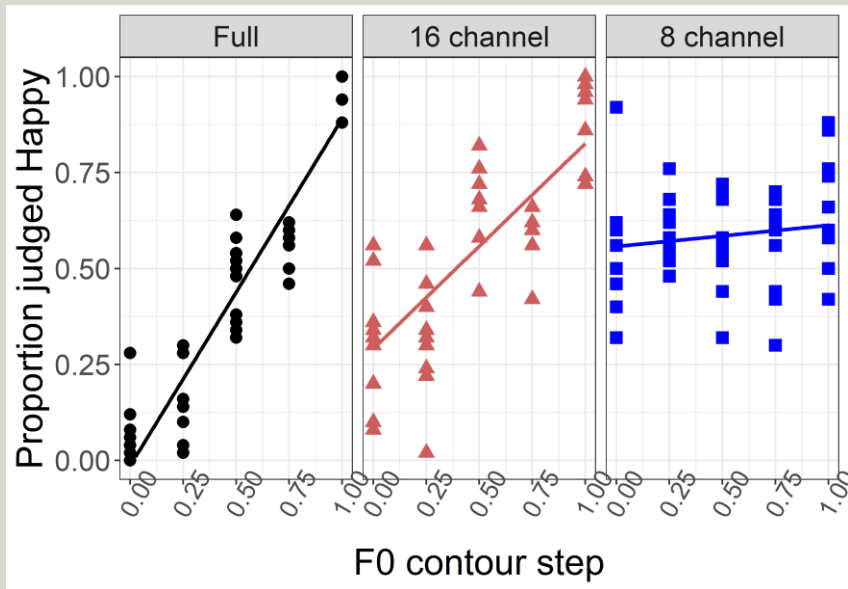 Full 16 channel 8 channel
Proportion judged Happy
1.00
0.75
0.50
0.25
0.00
0.00 0.25 0.50 0.75 1.00 0.00 0.25 0.50 0.75 1.00 0.00 0.25 0.50 0.75 1.00
F0 contour step